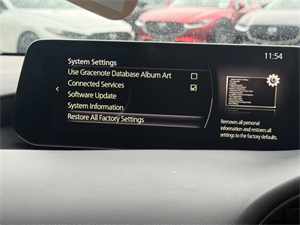 11:54
System Settings
Use Gracenote Database Album Art
Connected Services
Software Update
System Information
Restore All Factory Settings
Removes all personal
information and restores all
settings to the factory defaults.